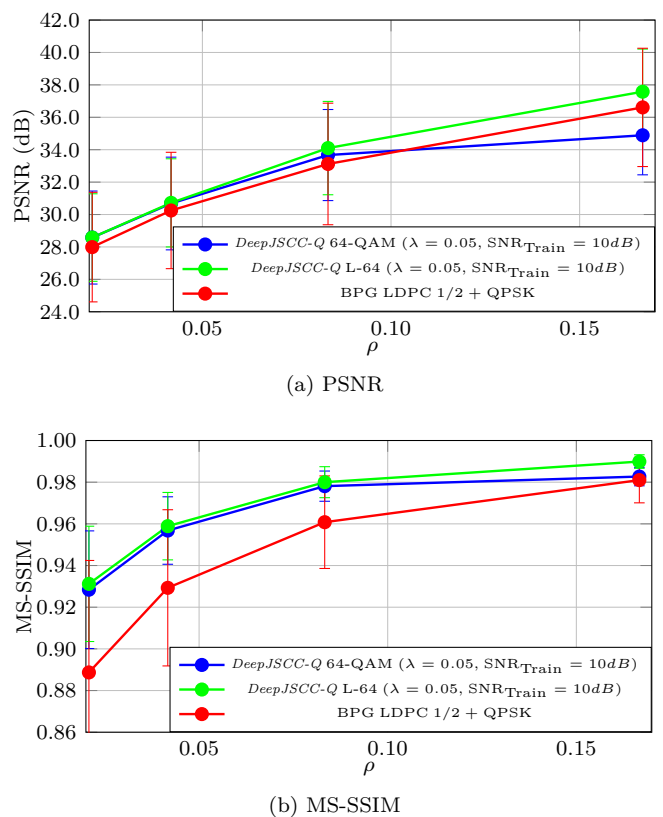 42.0
40.0
38.0
36.0
34.0
32.0
30.0
28.0
26.0
24.0
PSNR (dB)
DeepJSCC-Q 64-QAM (λ = 0.05, SNR_Train = 10dB)
DeepJSCC-Q L-64 (λ = 0.05, SNR_Train = 10dB)
BPG LDPC 1/2 + QPSK
0.05 0.10 0.15
ρ
(a) PSNR
1.00
0.98
0.96
0.94
0.92
0.90
0.88
0.86
MS-SSIM
DeepJSCC-Q 64-QAM (λ = 0.05, SNR_Train = 10dB)
DeepJSCC-Q L-64 (λ = 0.05, SNR_Train = 10dB)
BPG LDPC 1/2 + QPSK
0.05 0.10 0.15
ρ
(b) MS-SSIM